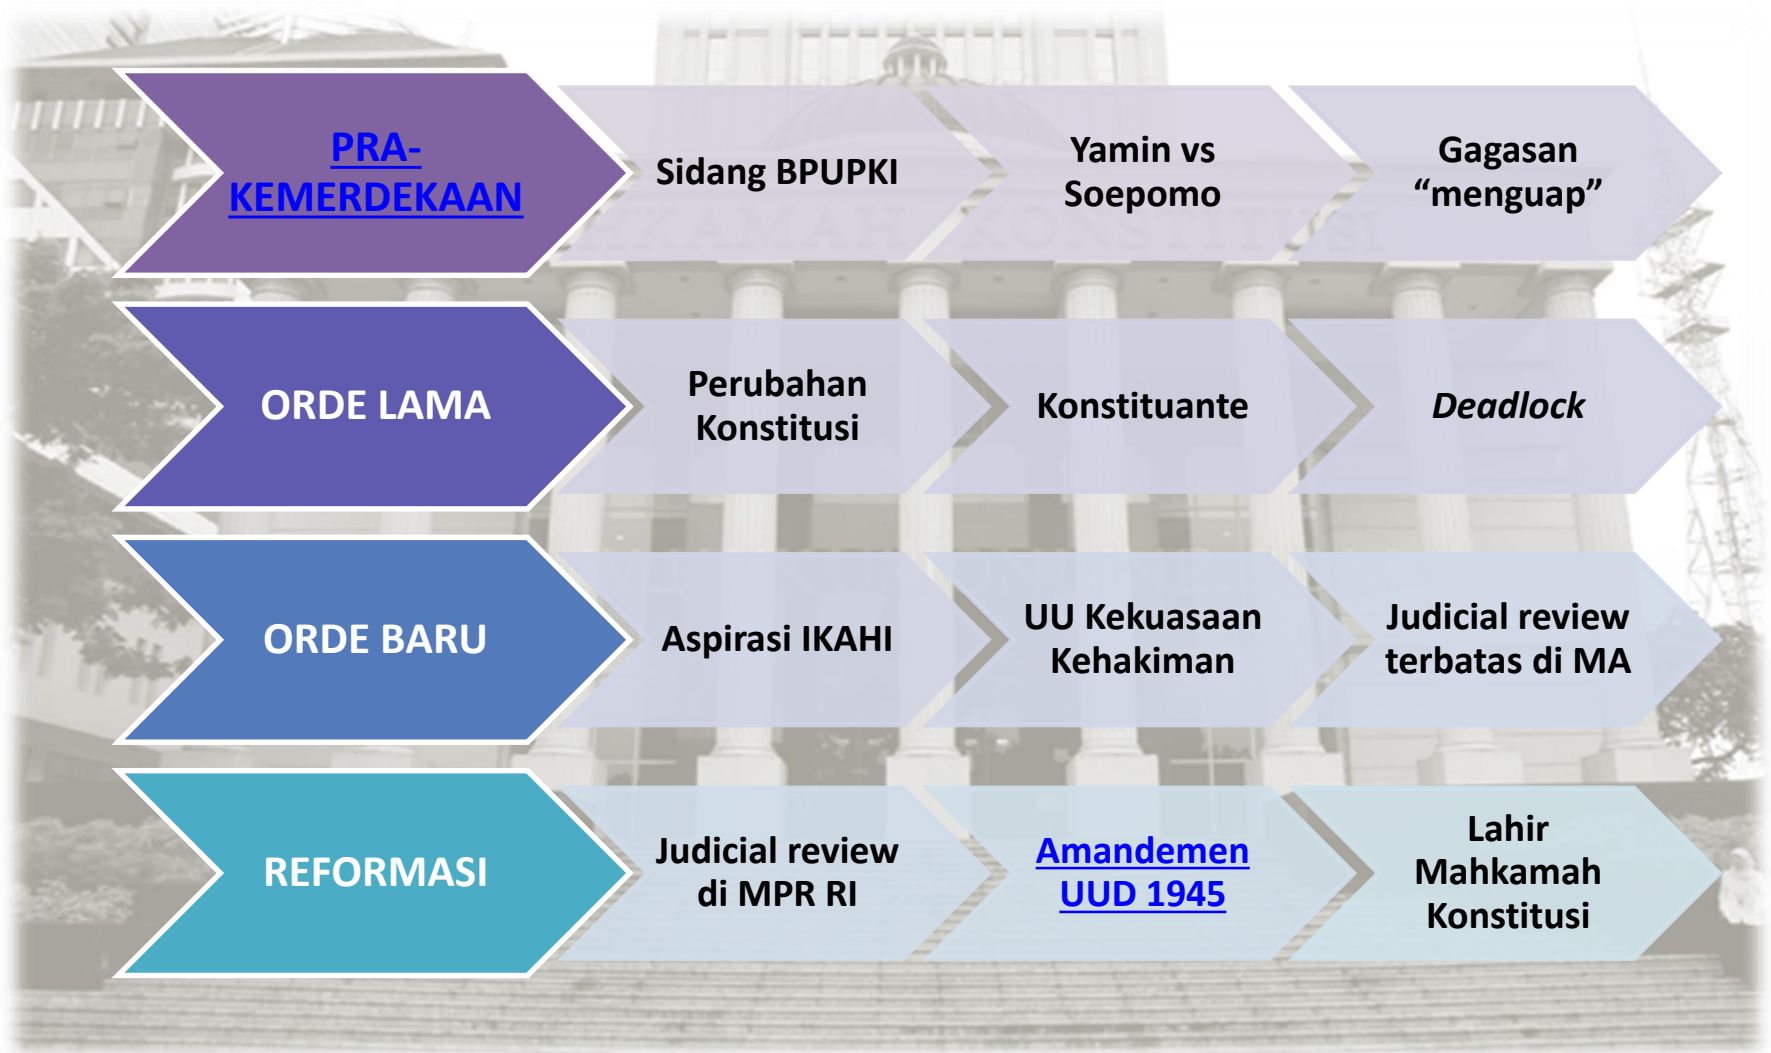 PRA-
KEMERDEKAAN
Sidang BPUPKI
Yamin vs
Soepomo
Gagasan
“menguap”
ORDE LAMA
Perubahan
Konstitusi
Konstituante
Deadlock
ORDE BARU
Aspirasi IKAHI
UU Kekuasaan
Kehakiman
Judicial review
terbatas di MA
REFORMASI
Judicial review
di MPR RI
Amandemen
UUD 1945
Lahir
Mahkamah
Konstitusi
HKAMAH KONSTITUSI